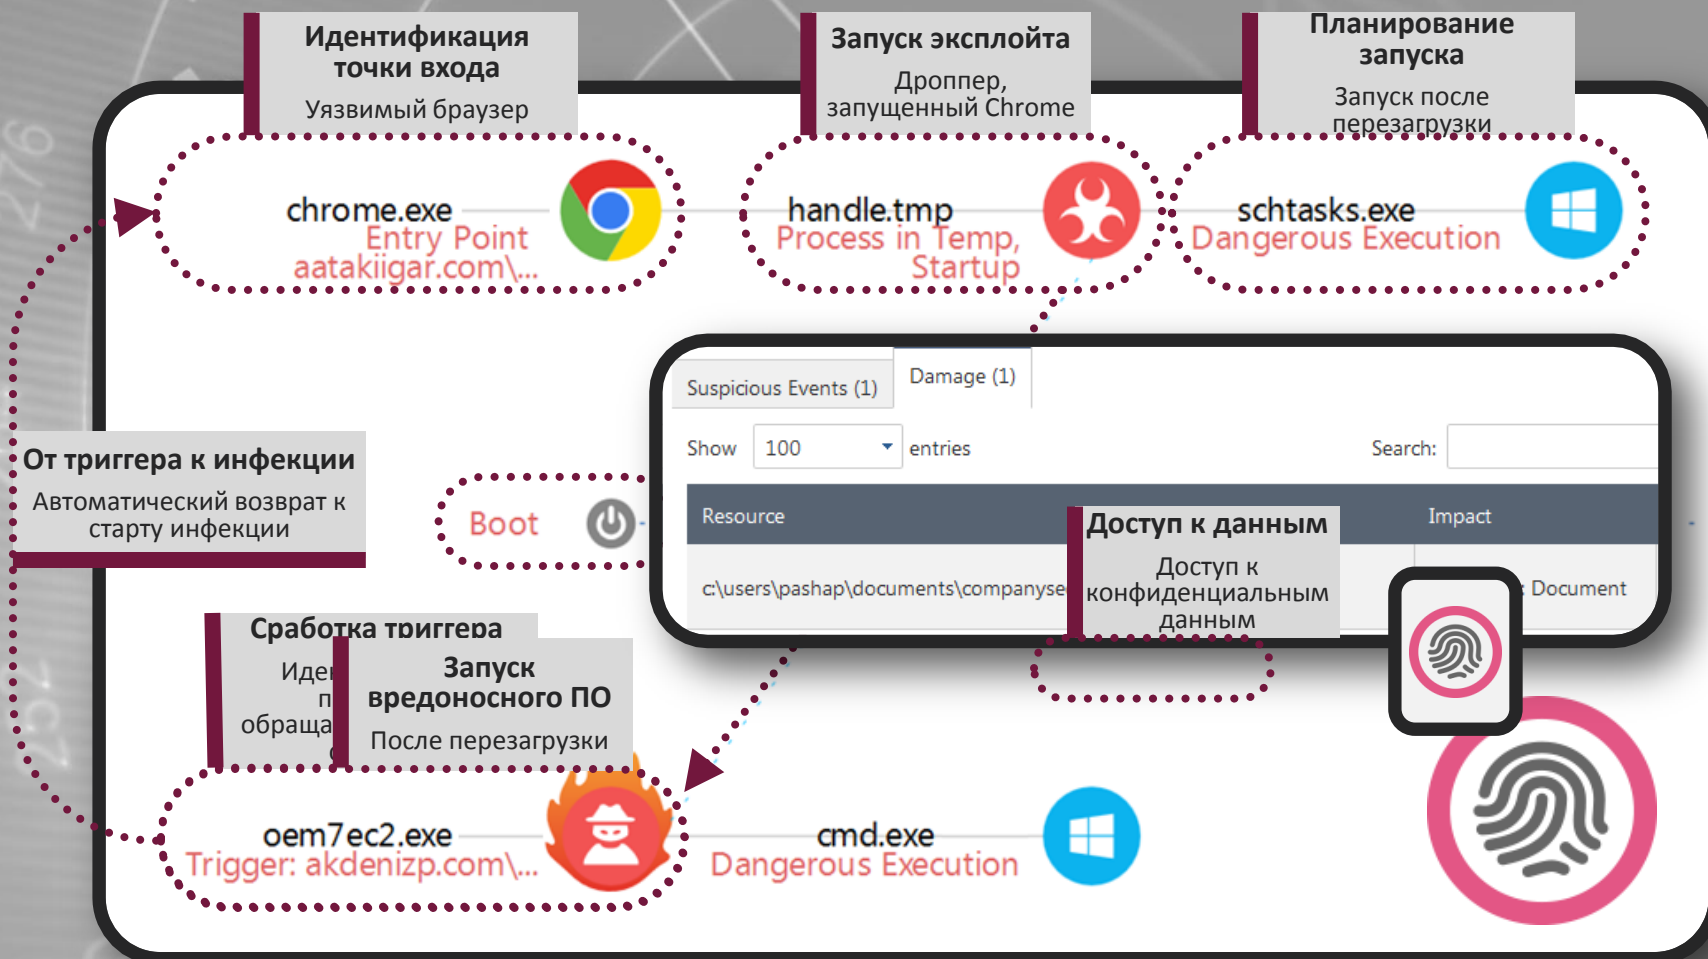 Идентификация
точки входа
Уязвимый браузер
Запуск эксплойта
Дроппер,
запущенный Chrome
Планирование
запуска
Запуск после
перезагрузки
chrome.exe
Entry Point
aatakiigar.com\...
handle.tmp
Process in Temp,
Startup
schtasks.exe
Dangerous Execution
Suspicious Events (1)
Damage (1)
Show 100 entries
Search:
Resource
Impact
c:\users\pashap\documents\companyse
Document
Доступ к данным
Доступ к
конфиденциальным
данным
От триггера к инфекции
Автоматический возврат к
старту инфекции
Boot
Сработка триггера
Запуск
вредоносного ПО
После перезагрузки
oem7ec2.exe
Trigger: akdenizp.com\...
cmd.exe
Dangerous Execution